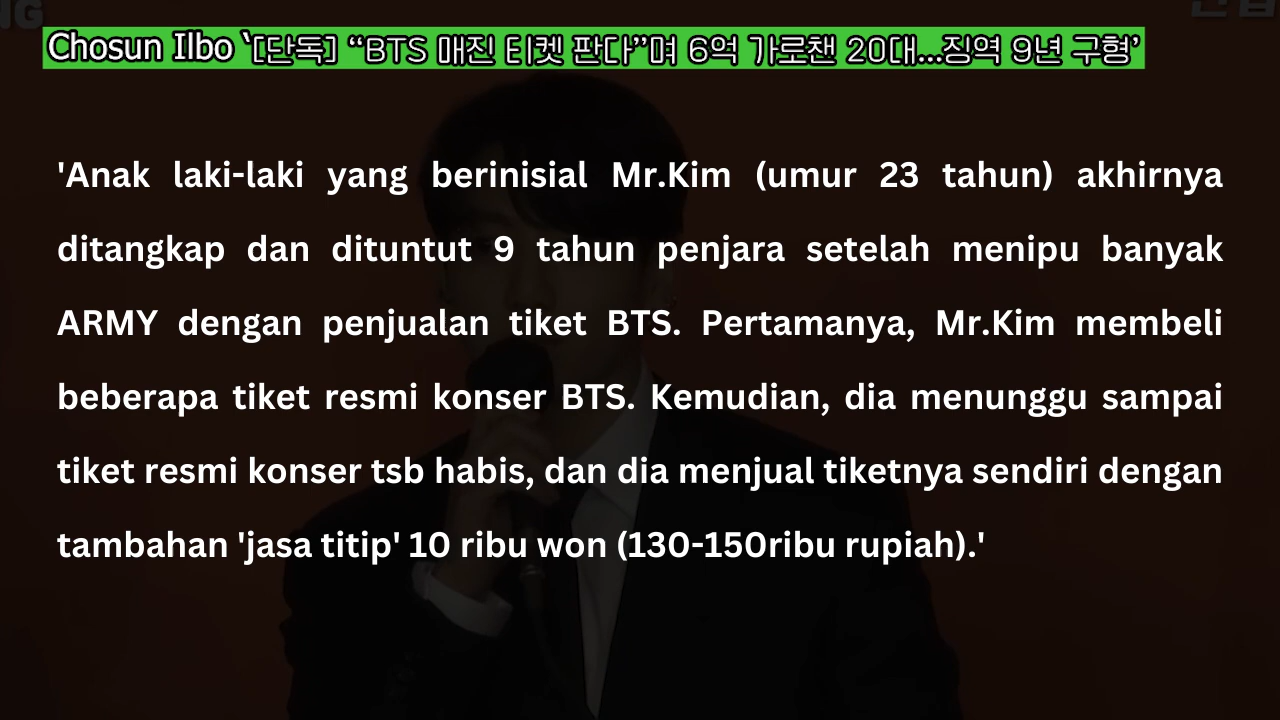 Chosun Ilbo '[단독] “BTS 매진 티켓 판다”며 6억 가로챈 20대...징역 9년 구형'
'Anak laki-laki yang berinisial Mr.Kim (umur 23 tahun) akhirnya
ditangkap dan dituntut 9 tahun penjara setelah menipu banyak
ARMY dengan penjualan tiket BTS. Pertamanya, Mr.Kim membeli
beberapa tiket resmi konser BTS. Kemudian, dia menunggu sampai
tiket resmi konser tsb habis, dan dia menjual tiketnya sendiri dengan
tambahan 'jasa titip' 10 ribu won (130-150ribu rupiah).'